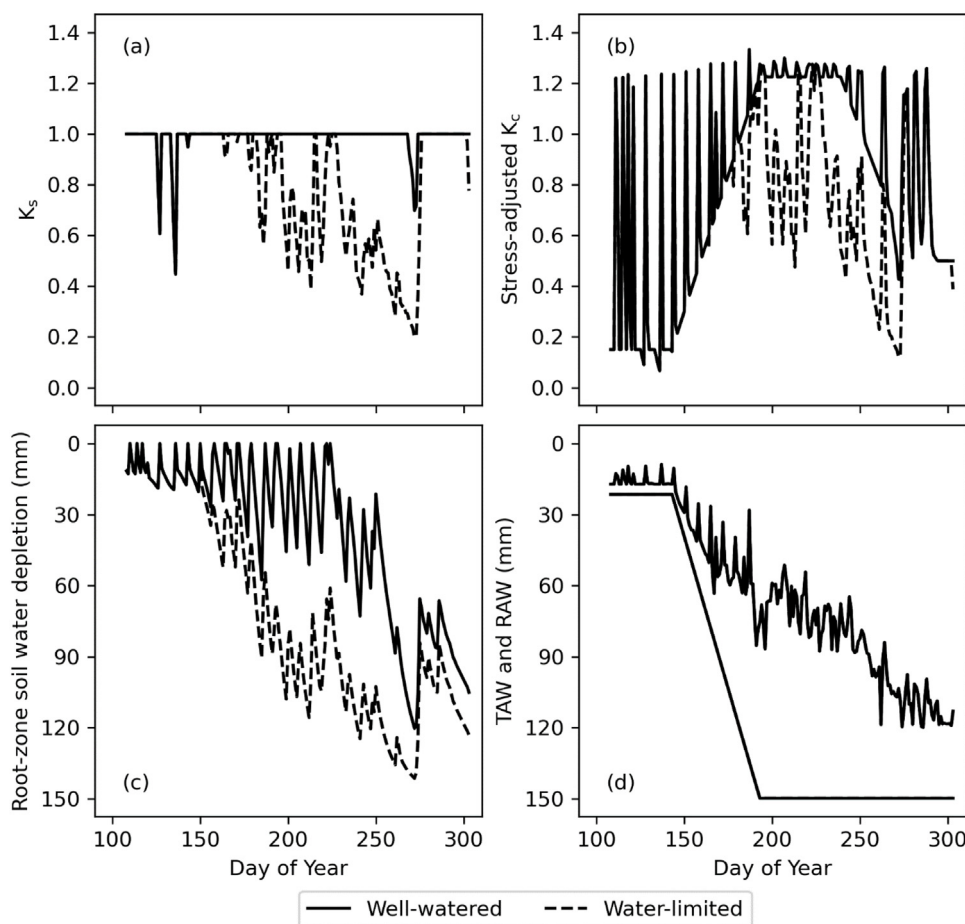 (a)
1.4
1.2
1.0
0.8
0.6
0.4
0.2
0.0
Ks
(b)
1.4
1.2
1.0
0.8
0.6
0.4
0.2
0.0
Stress-adjusted Kc
0
30
60
90
120
150
Root-zone soil water depletion (mm)
(c)
100 150 200 250 300
Day of Year
0
30
60
90
120
150
TAW and RAW (mm)
(d)
100 150 200 250 300
Day of Year
Well-watered Water-limited